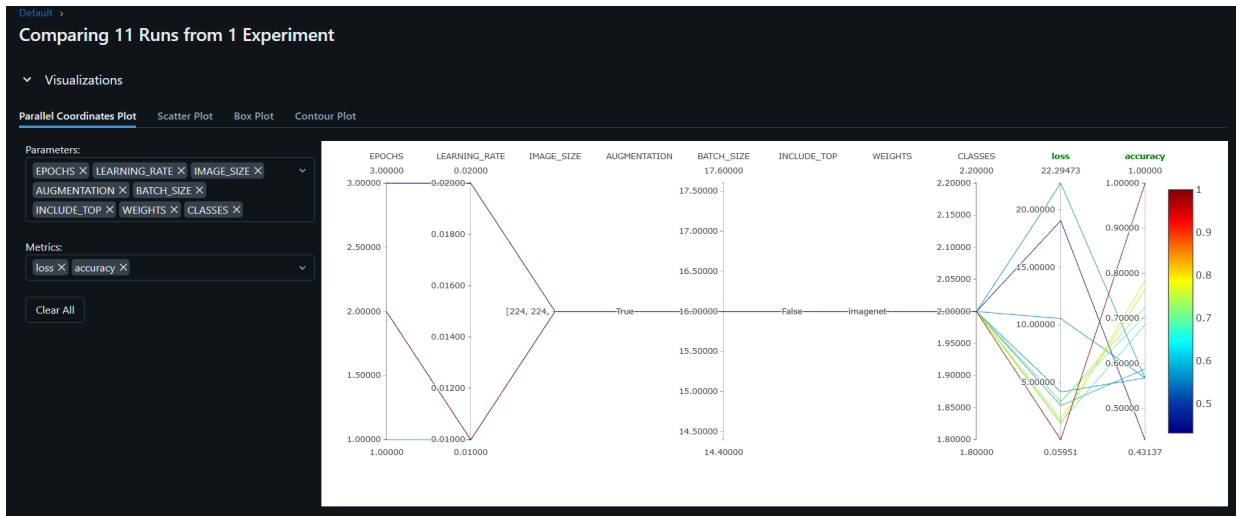 Default ›
Comparing 11 Runs from 1 Experiment
Visualizations
Parallel Coordinates Plot Scatter Plot Box Plot Contour Plot
Parameters:
EPOCHS × LEARNING_RATE × IMAGE_SIZE ×
AUGMENTATION × BATCH_SIZE ×
INCLUDE_TOP × WEIGHTS × CLASSES ×
Metrics:
loss × accuracy ×
Clear All
EPOCHS LEARNING_RATE IMAGE_SIZE AUGMENTATION BATCH_SIZE INCLUDE_TOP WEIGHTS CLASSES loss accuracy
3.00000 0.02000 17.60000 2.20000 22.29473 1.00000
3.00000 0.02000 2.20000 1.00000 1
17.50000
20.00000
2.15000
0.90000 0.9
0.01800 17.00000
2.50000 2.10000
16.50000 15.00000 0.80000 0.8
0.01600 2.05000
2.00000 [224, 224, True 16.00000 False imagenet 2.00000
10.00000 0.70000 0.7
0.01400 1.95000
15.50000
0.60000 0.6
1.50000 1.90000
0.01200 5.00000
15.00000
1.85000 0.50000 0.5
14.50000
1.00000 0.01000 1.80000
1.00000 0.01000 14.40000 1.80000 0.05951 0.43137